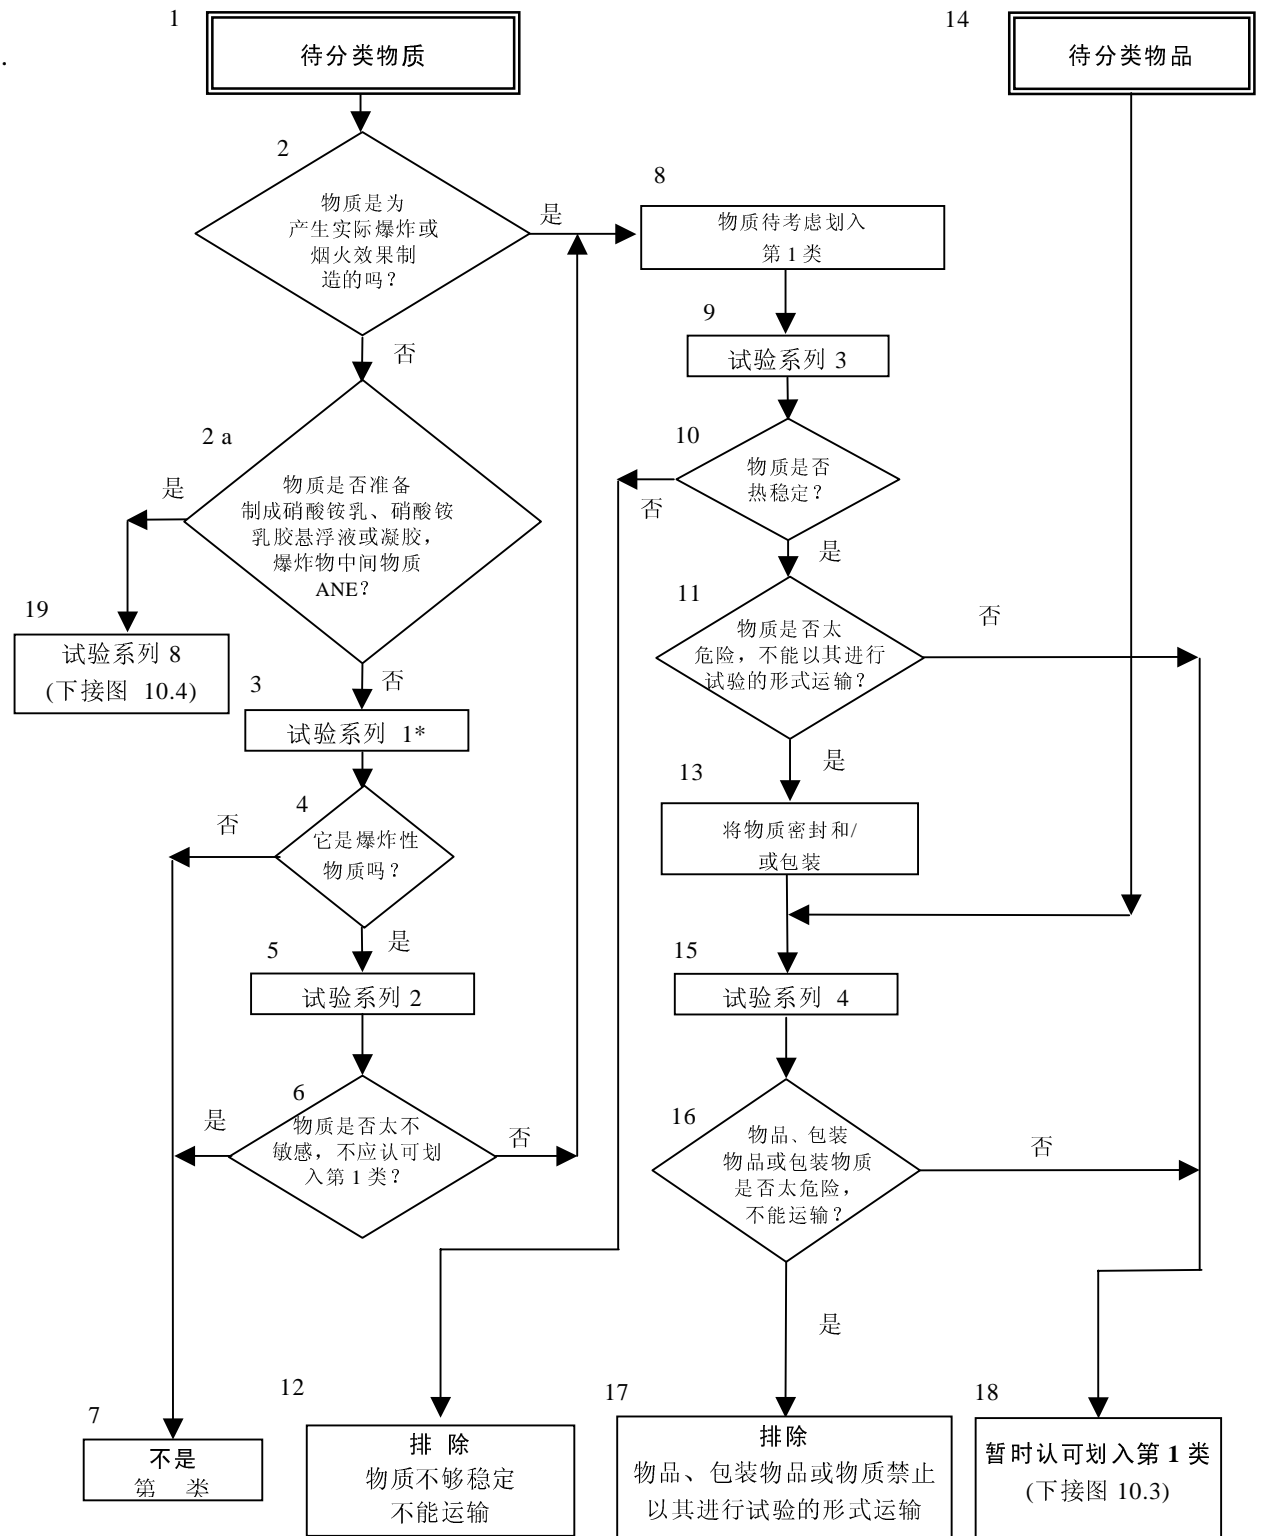 1
待分类物质
14
待分类物品
.
2
物质是为
产生实际爆炸或
烟火效果制
造的吗？
是
8
物质待考虑划入
第 1 类
否
9
试验系列 3
2 a
物质是否准备
制成硝酸铵乳、硝酸铵
乳胶悬浮液或凝胶，
爆炸物中间物质
ANE？
是
19
试验系列 8
(下接图 10.4)
否
10
物质是否
热稳定？
否
是
11
物质是否太
危险，不能以其进行
试验的形式运输？
否
3
试验系列 1*
是
13
将物质密封和/
或包装
4
它是爆炸性
物质吗？
否
是
5
试验系列 2
15
试验系列 4
6
物质是否太不
敏感，不应认可划
入第 1 类？
是
否
16
物品、包装
物品或包装物质
是否太危险，
不能运输？
否
是
7
不是
第 类
12
排 除
物质不够稳定
不能运输
17
排除
物品、包装物品或物质禁止
以其进行试验的形式运输
18
暂时认可划入第 1 类
(下接图 10.3)